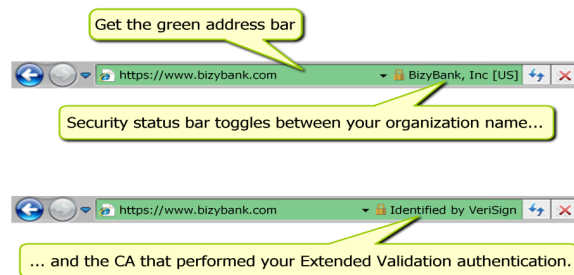 Get the green address bar
https://www.bizybank.com BizyBank, Inc [US]
Security status bar toggles between your organization name...
https://www.bizybank.com Identified by VeriSign
... and the CA that performed your Extended Validation authentication.